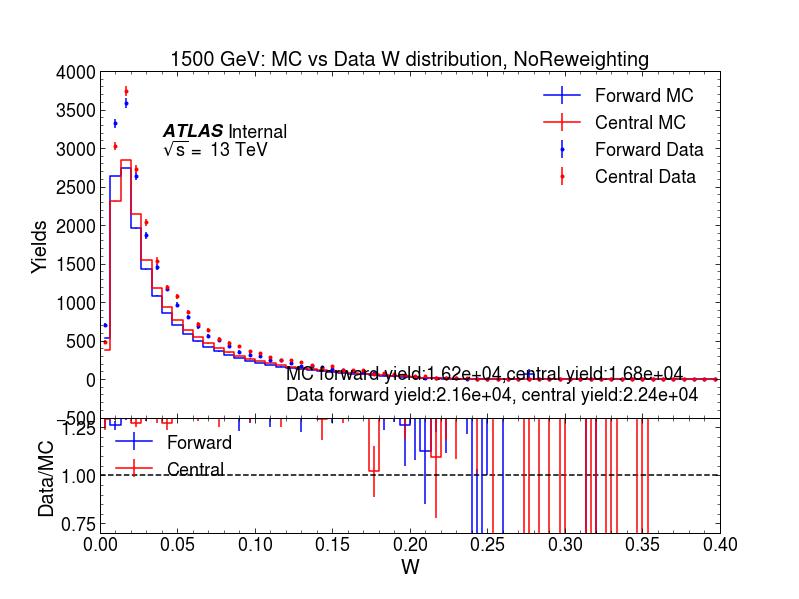 1500 GeV: MC vs Data W distribution, NoReweighting
4000
3500
3000
2500
2000
1500
1000
500
0
−500
Yields
ATLAS Internal
√s = 13 TeV
Forward MC
Central MC
Forward Data
Central Data
MC forward yield:1.62e+04,central yield:1.68e+04
Data forward yield:2.16e+04, central yield:2.24e+04
1.25
1.00
0.75
Data/MC
Forward
Central
0.00 0.05 0.10 0.15 0.20 0.25 0.30 0.35 0.40
W